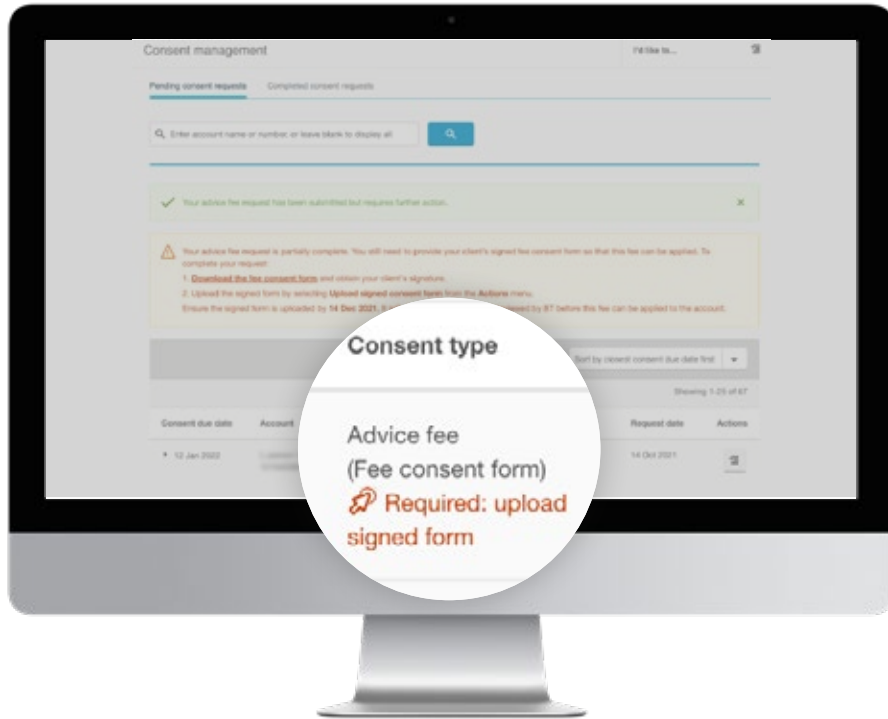 Consent management
I'd like to...
Pending consent requests Completed consent requests
Enter account name or number, or leave blank to display all
Your advice fee request has been submitted but requires further action.
Your advice fee request is partially complete. You still need to provide your client's signed fee consent form so that this fee can be applied. To
complete your request:
1. Download the fee consent form and obtain your client's signature.
2. Upload the signed form by selecting Upload signed consent form from the Actions menu.
Ensure the signed form is uploaded by 14 Dec 2021. by BT before this fee can be applied to the account.
Sort by closest consent due date first
Showing 1-25 of 67
Consent due date Account Request date Actions
12 Jan 2022 14 Oct 2021
Consent type
Advice fee
(Fee consent form)
Required: upload
signed form